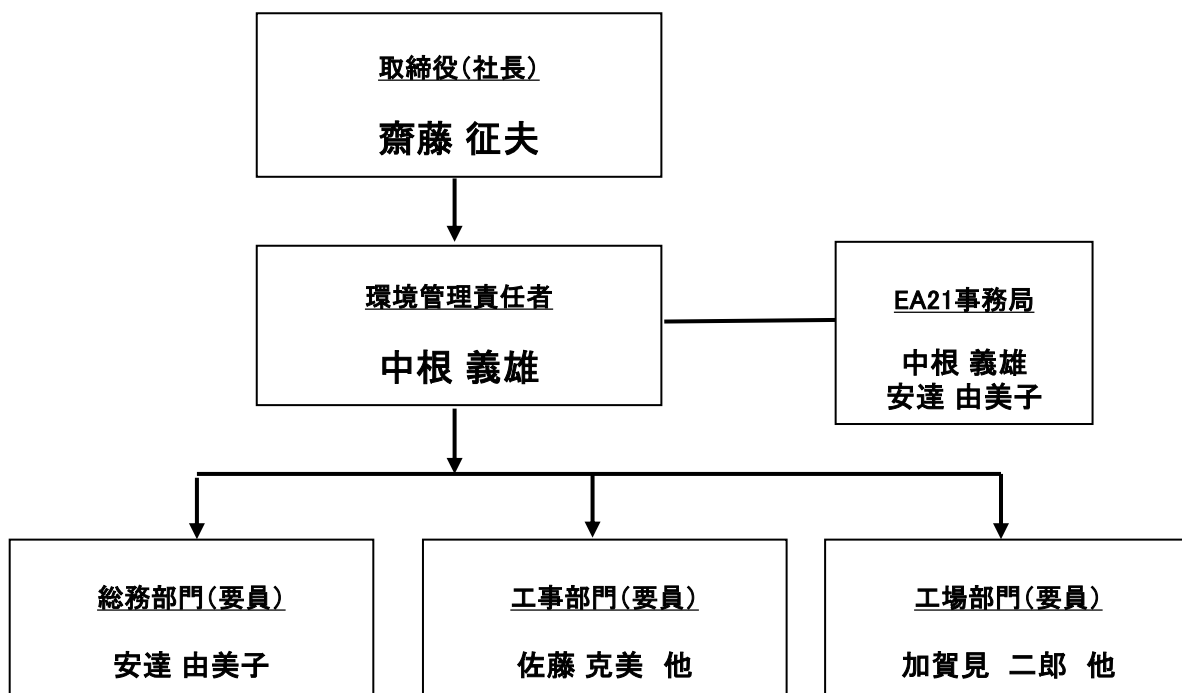 取締役(社長)
齋藤 征夫
環境管理責任者
中根 義雄
EA21事務局
中根 義雄
安達 由美子
総務部門(要員)
安達 由美子
工事部門(要員)
佐藤 克美 他
工場部門(要員)
加賀見 二郎 他